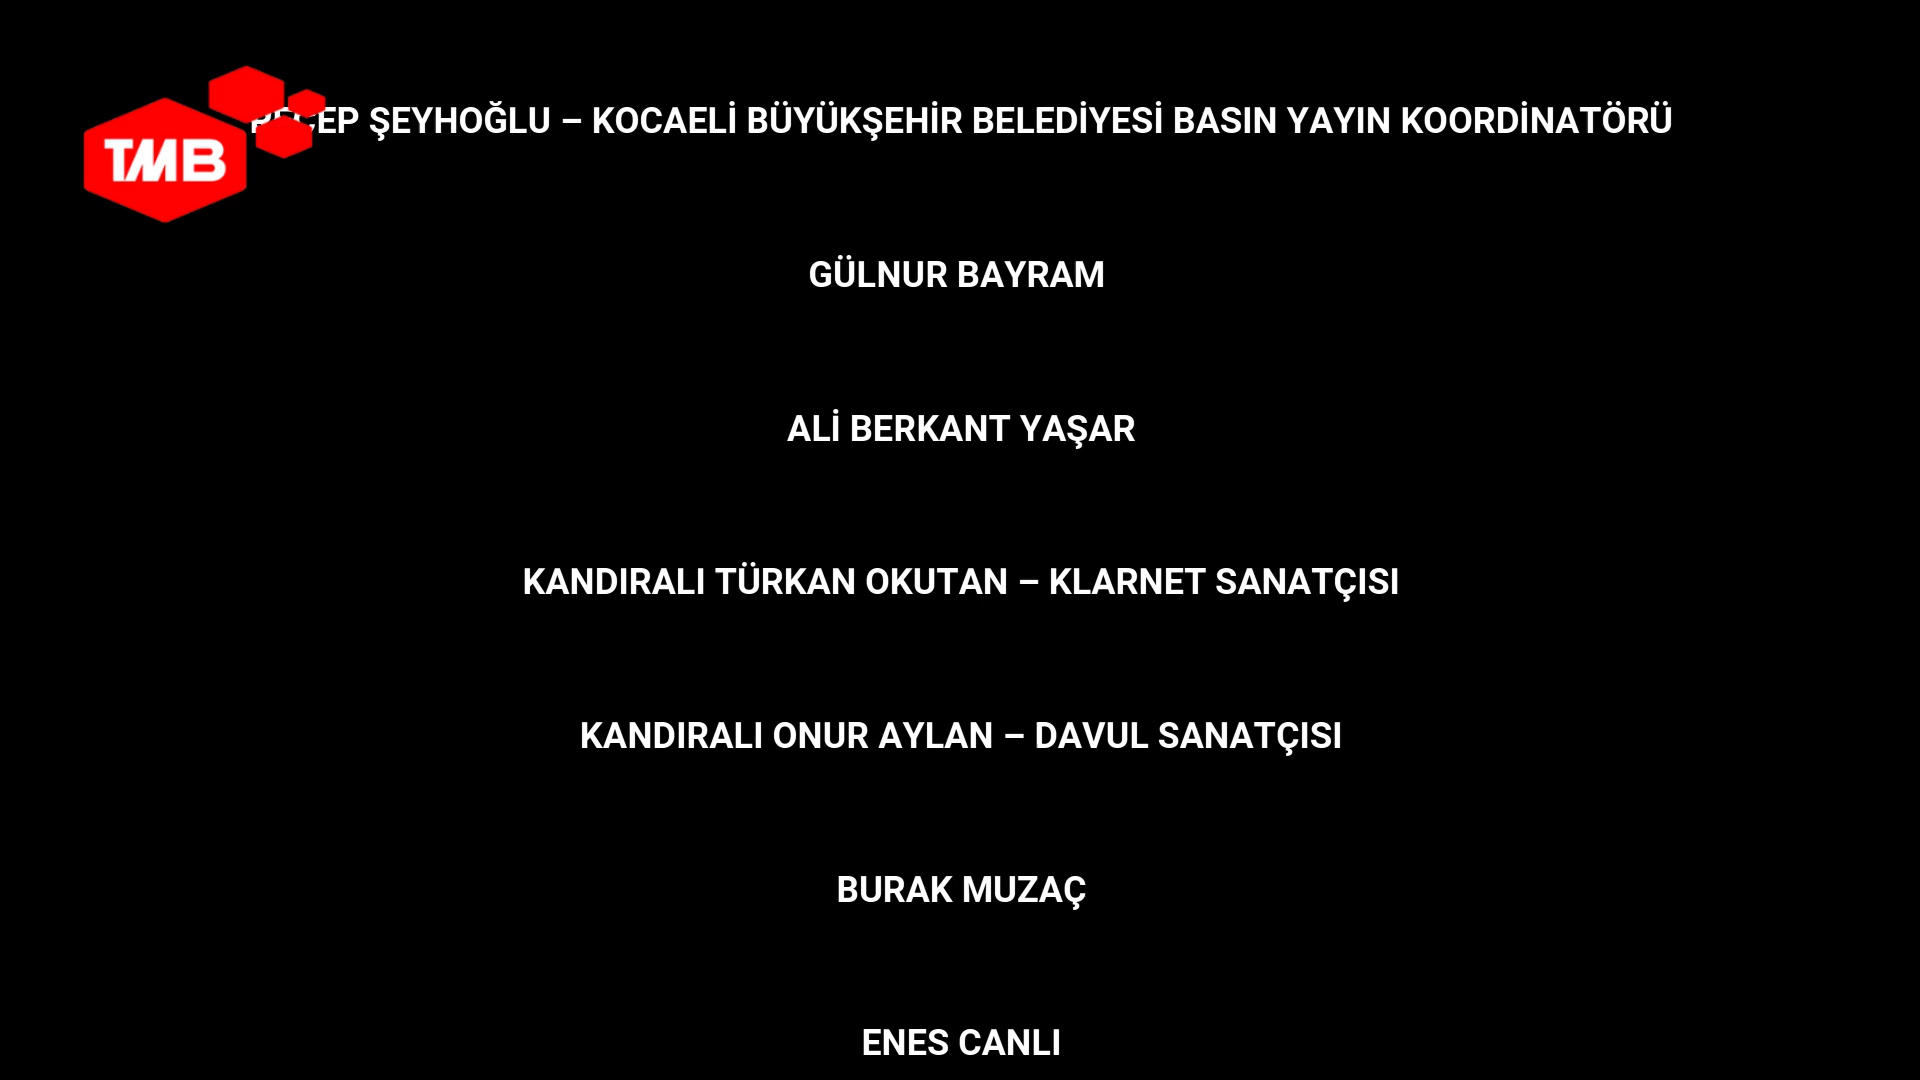 TMB
RECEP ŞEYHOĞLU – KOCAELİ BÜYÜKŞEHİR BELEDİYESİ BASIN YAYIN KOORDİNATÖRÜ
GÜLNUR BAYRAM
ALİ BERKANT YAŞAR
KANDIRALI TÜRKAN OKUTAN – KLARNET SANATÇISI
KANDIRALI ONUR AYLAN – DAVUL SANATÇISI
BURAK MUZAÇ
ENES CANLI